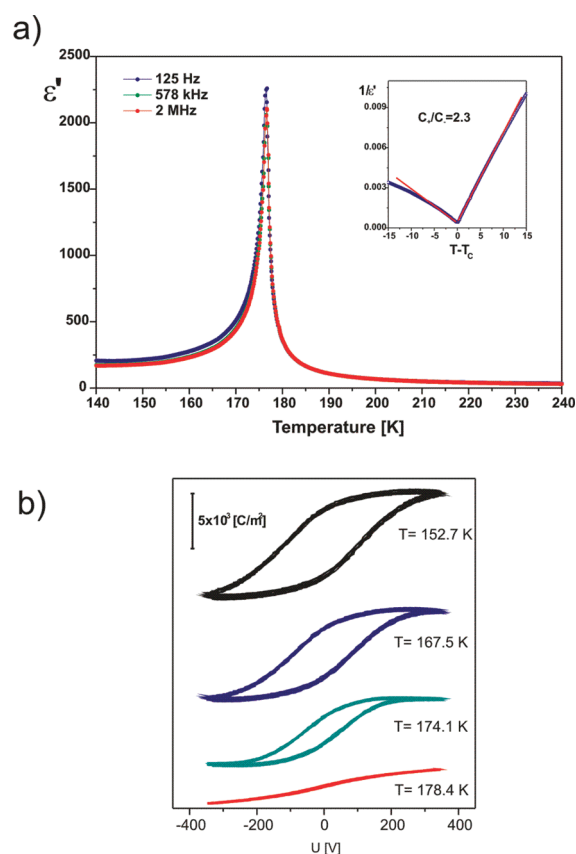 a)
ε'
2500
2000
1500
1000
500
0
125 Hz
578 kHz
2 MHz
1/ε'
0.009
0.006
0.003
0.000
C₊/C₋=2.3
-15 -10 -5 0 5 10 15
T-T_C
140 150 160 170 180 190 200 210 220 230 240
Temperature [K]
b)
5x10³ [C/m²]
T= 152.7 K
T= 167.5 K
T= 174.1 K
T= 178.4 K
-400 -200 0 200 400
U [V]